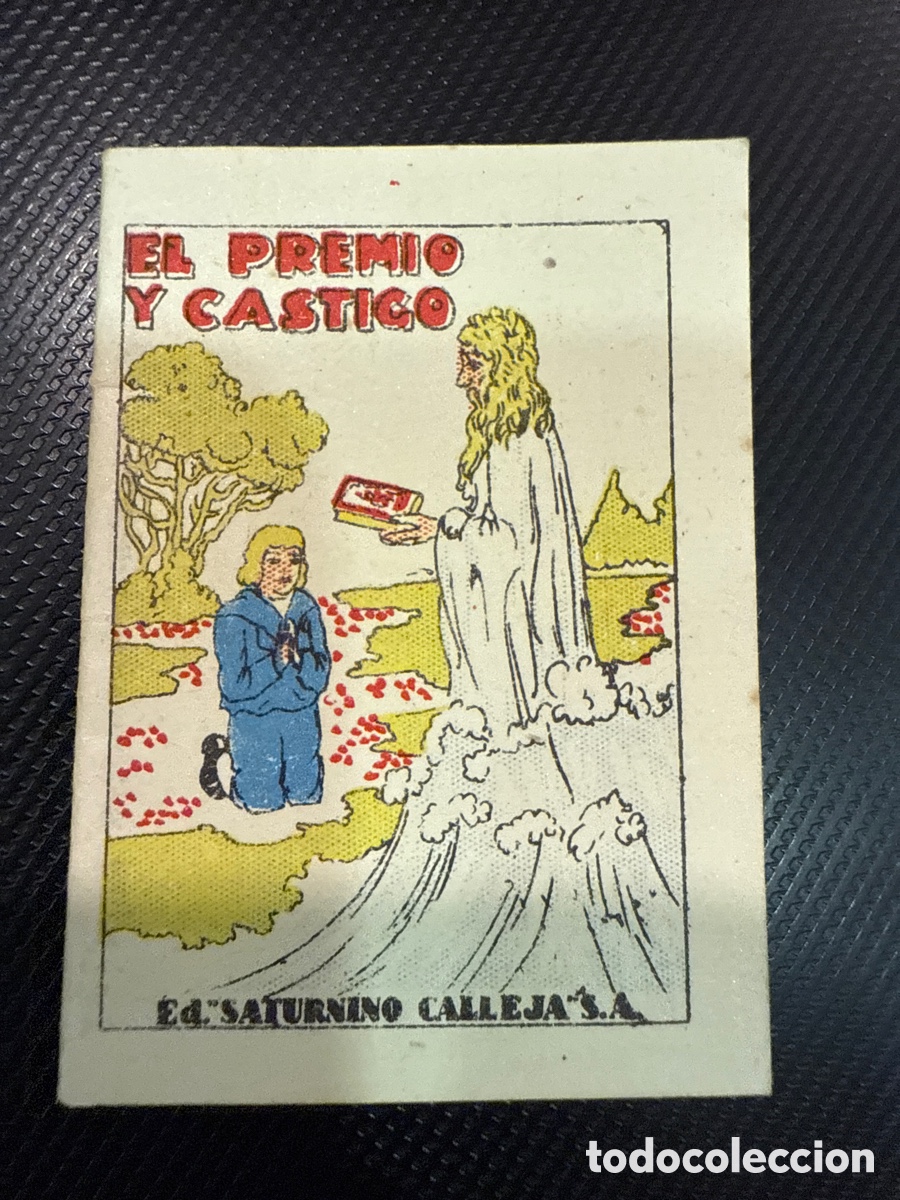 EL PREMIO
Y CASTIGO
Ed. "SATURNINO CALLEJA" S.A.
todocoleccion